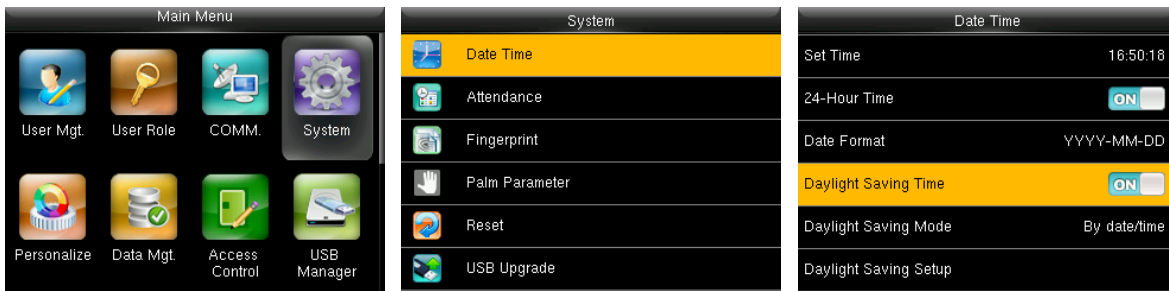 Main Menu
User Mgt.
User Role
COMM.
System
Personalize
Data Mgt.
Access
Control
USB
Manager
System
Date Time
Attendance
Fingerprint
Palm Parameter
Reset
USB Upgrade
Date Time
Set Time 16:50:18
24-Hour Time ON
Date Format YYYY-MM-DD
Daylight Saving Time ON
Daylight Saving Mode By date/time
Daylight Saving Setup